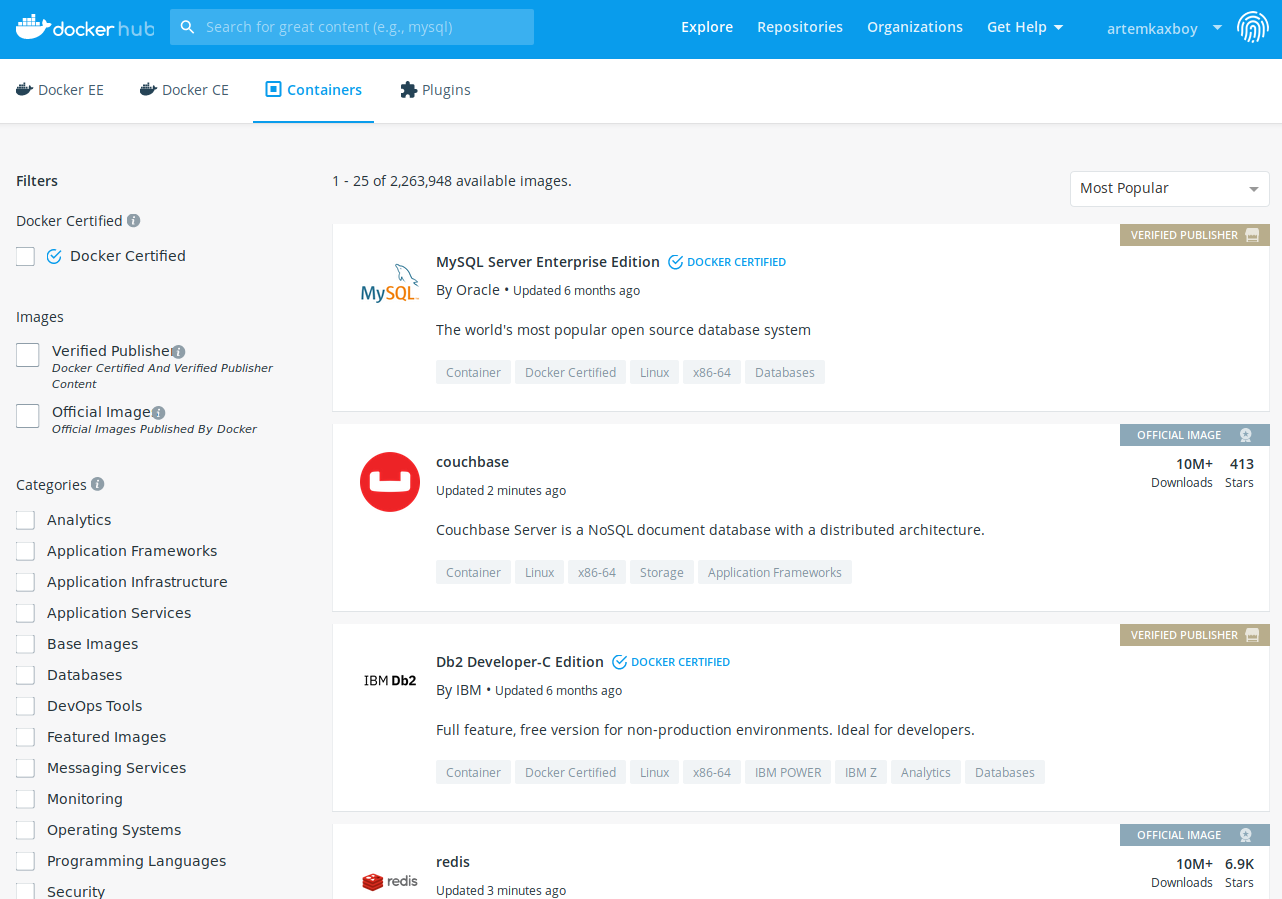 docker hub Search for great content (e.g., mysql) Explore Repositories Organizations Get Help artemkaxboy
Docker EE Docker CE Containers Plugins
Filters
Docker Certified
Docker Certified
Images
Verified Publisher
Docker Certified And Verified Publisher
Content
Official Image
Official Images Published By Docker
Categories
Analytics
Application Frameworks
Application Infrastructure
Application Services
Base Images
Databases
DevOps Tools
Featured Images
Messaging Services
Monitoring
Operating Systems
Programming Languages
Security
1 - 25 of 2,263,948 available images.
Most Popular
VERIFIED PUBLISHER
MySQL
MySQL Server Enterprise Edition DOCKER CERTIFIED
By Oracle • Updated 6 months ago
The world's most popular open source database system
Container Docker Certified Linux x86-64 Databases
OFFICIAL IMAGE
couchbase
10M+ 413
Downloads Stars
Updated 2 minutes ago
Couchbase Server is a NoSQL document database with a distributed architecture.
Container Linux x86-64 Storage Application Frameworks
VERIFIED PUBLISHER
IBM Db2
Db2 Developer-C Edition DOCKER CERTIFIED
By IBM • Updated 6 months ago
Full feature, free version for non-production environments. Ideal for developers.
Container Docker Certified Linux x86-64 IBM POWER IBM Z Analytics Databases
OFFICIAL IMAGE
redis
redis
10M+ 6.9K
Downloads Stars
Updated 3 minutes ago